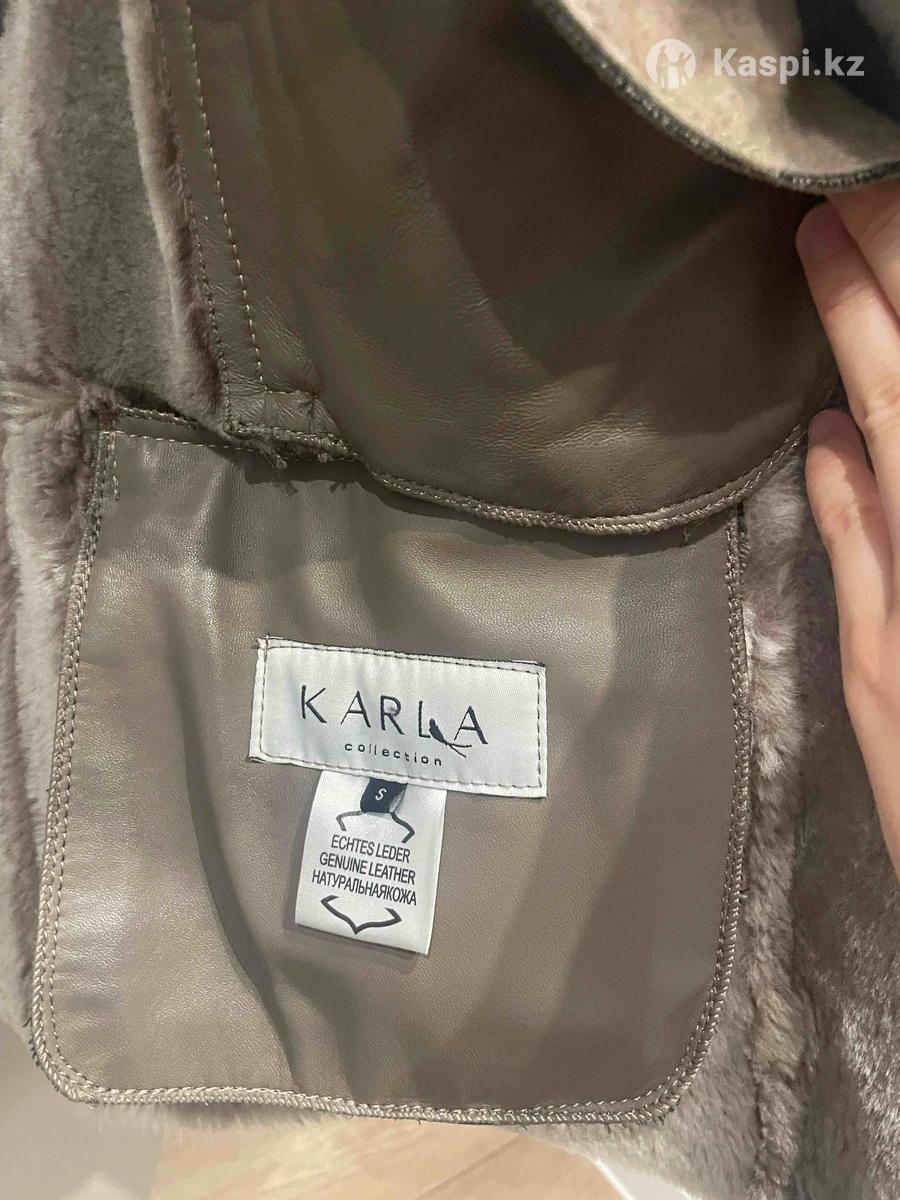 Kaspi.kz
KARLA
collection
S
ECHTES LEDER
GENUINE LEATHER
НАТУРАЛЬНАЯКОЖА